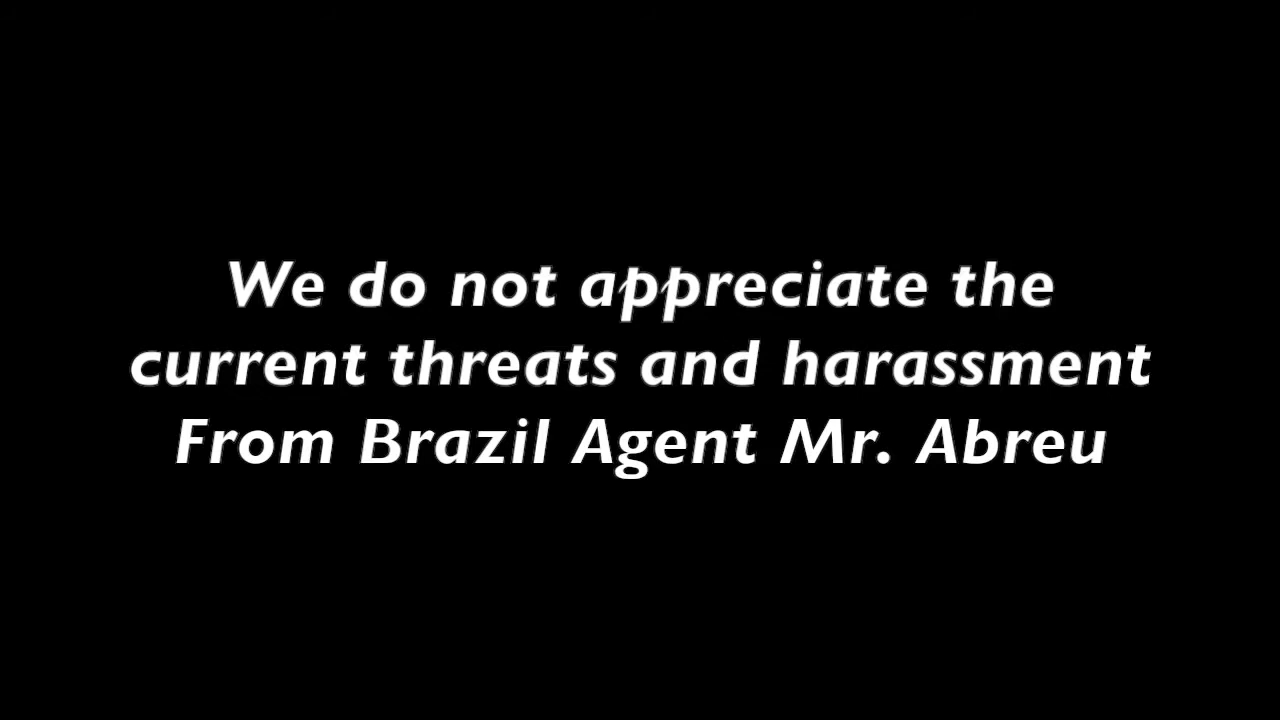 We do not appreciate the
current threats and harassment
From Brazil Agent Mr. Abreu